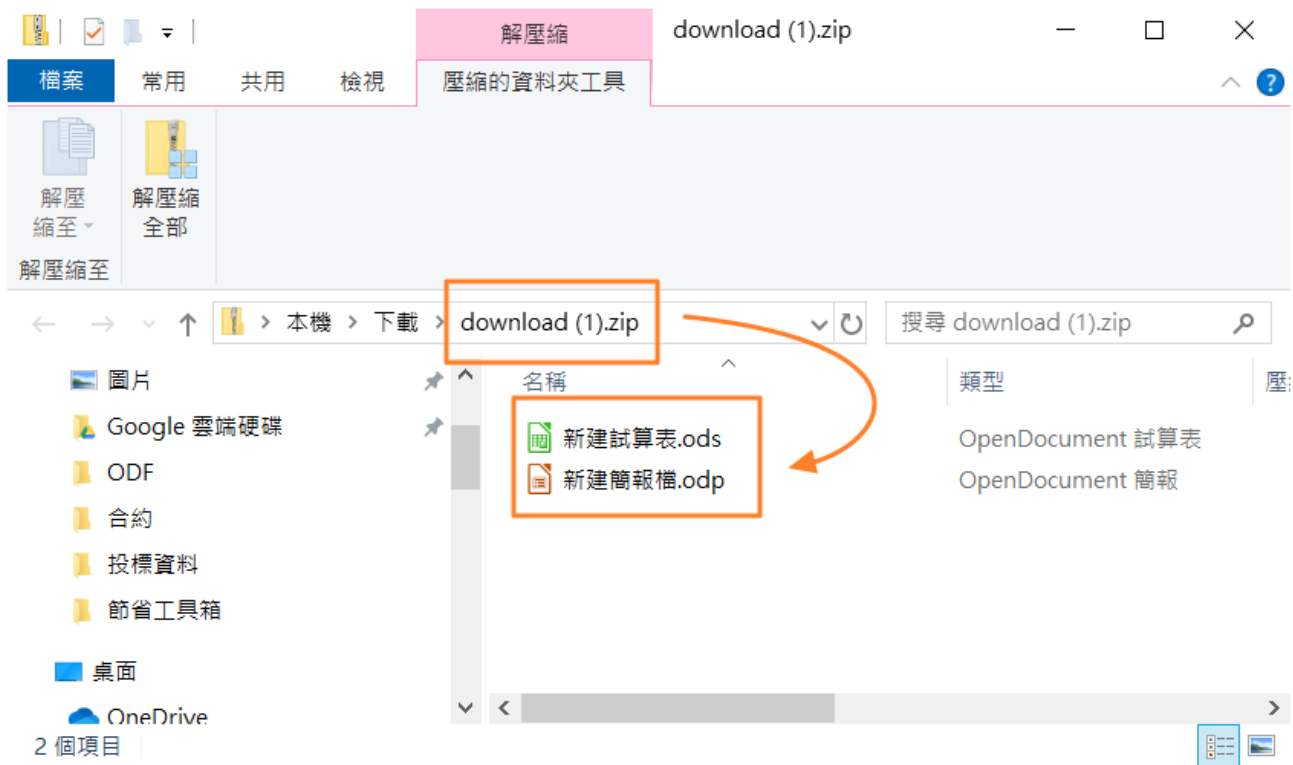 解壓縮
download (1).zip
檔案
常用
共用
檢視
壓縮的資料夾工具
解壓
縮至
解壓縮
全部
解壓縮至
本機 > 下載 > download (1).zip
搜尋 download (1).zip
圖片
Google 雲端硬碟
ODF
合約
投標資料
節省工具箱
桌面
OneDrive
名稱
類型
新建試算表.ods
OpenDocument 試算表
新建簡報檔.odp
OpenDocument 簡報
2 個項目